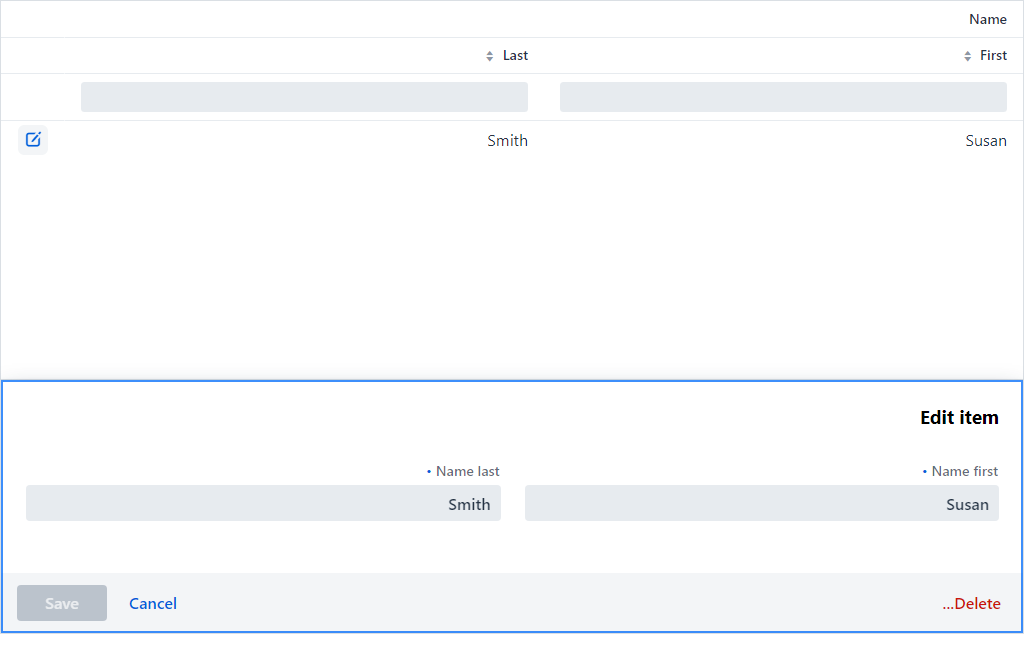 Name
First
Last
Susan
Smith
Edit item
• Name first
• Name last
Susan
Smith
...Delete
Cancel
Save